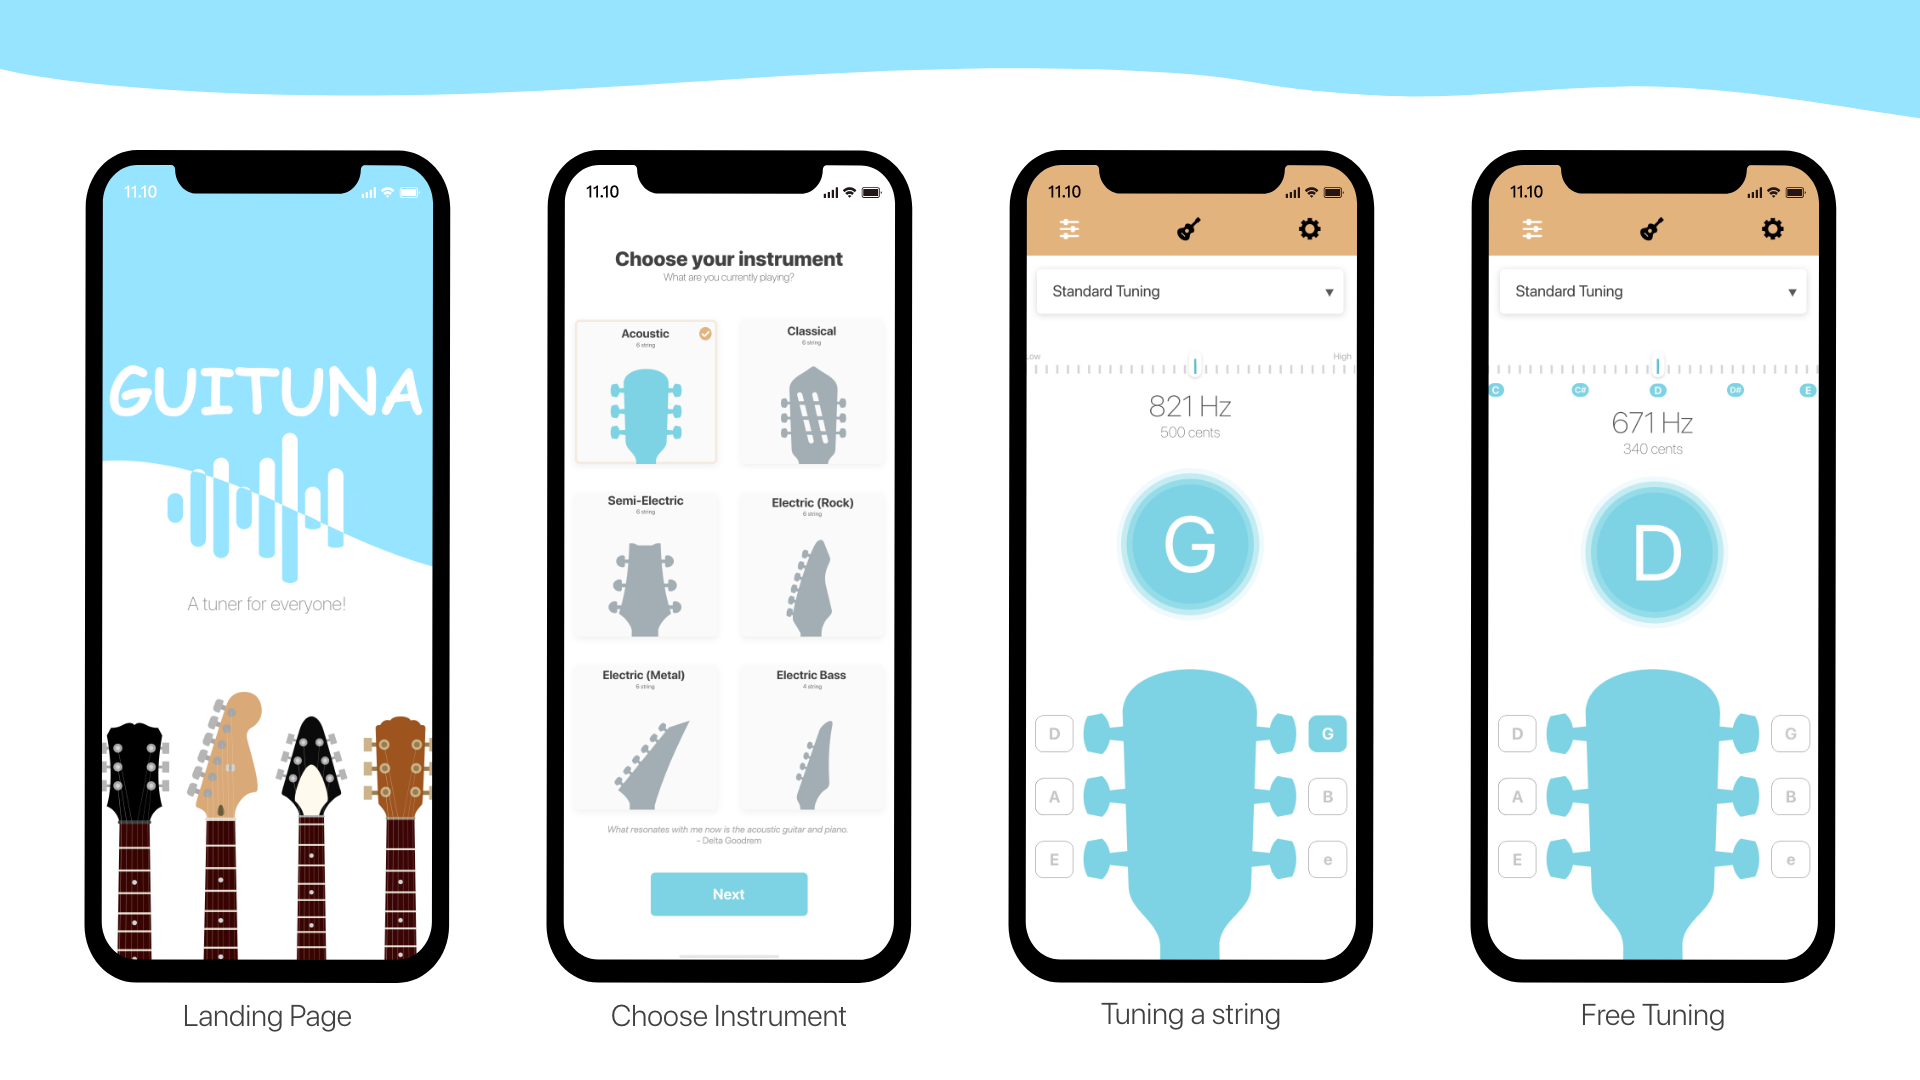 11.10
GUITUNA
A tuner for everyone!
Landing Page
11.10
Choose your instrument
What are you currently playing?
Acoustic
6 string
Classical
6 string
Semi-Electric
6 string
Electric (Rock)
6 string
Electric (Metal)
6 string
Electric Bass
4 string
What resonates with me now is the acoustic guitar and piano.
- Delta Goodrem
Next
Choose Instrument
11.10
Standard Tuning
Low
High
821 Hz
500 cents
G
D
G
A
B
E
e
Tuning a string
11.10
Standard Tuning
C
C#
D
D#
E
671 Hz
340 cents
D
D
G
A
B
E
e
Free Tuning